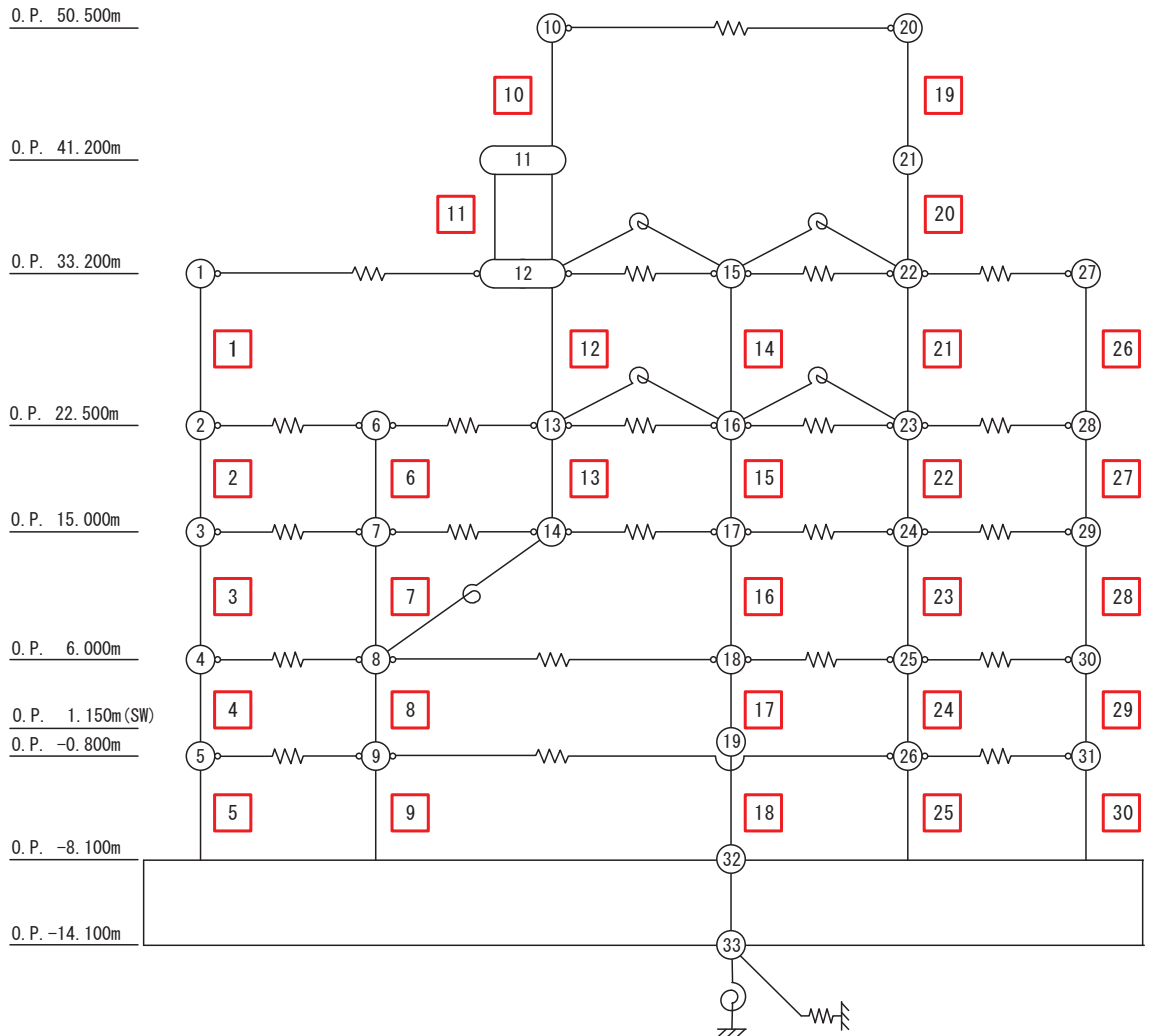 O.P. 50.500m
10 20
10 19
O.P. 41.200m
11 21
11 20
O.P. 33.200m
1 12 15 22 27
1 12 14 21 26
O.P. 22.500m
2 6 13 16 23 28
2 6 13 15 22 27
O.P. 15.000m
3 7 14 17 24 29
3 7 16 23 28
O.P. 6.000m
4 8 18 25 30
4 8 17 24 29
O.P. 1.150m(SW)
19
O.P. -0.800m
5 9 26 31
5 9 18 25 30
O.P. -8.100m
32
O.P.-14.100m
33